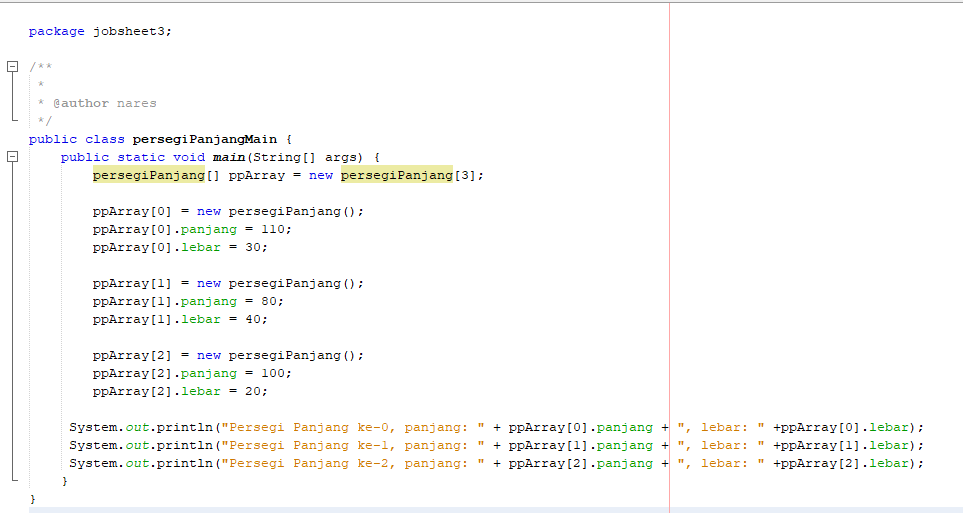 package jobsheet3;
/**
 *
 * @author nares
 */
public class persegiPanjangMain {
    public static void main(String[] args) {
        persegiPanjang[] ppArray = new persegiPanjang[3];

        ppArray[0] = new persegiPanjang();
        ppArray[0].panjang = 110;
        ppArray[0].lebar = 30;

        ppArray[1] = new persegiPanjang();
        ppArray[1].panjang = 80;
        ppArray[1].lebar = 40;

        ppArray[2] = new persegiPanjang();
        ppArray[2].panjang = 100;
        ppArray[2].lebar = 20;

     System.out.println("Persegi Panjang ke-0, panjang: " + ppArray[0].panjang + ", lebar: " +ppArray[0].lebar);
     System.out.println("Persegi Panjang ke-1, panjang: " + ppArray[1].panjang + ", lebar: " +ppArray[1].lebar);
     System.out.println("Persegi Panjang ke-2, panjang: " + ppArray[2].panjang + ", lebar: " +ppArray[2].lebar);
    }
}